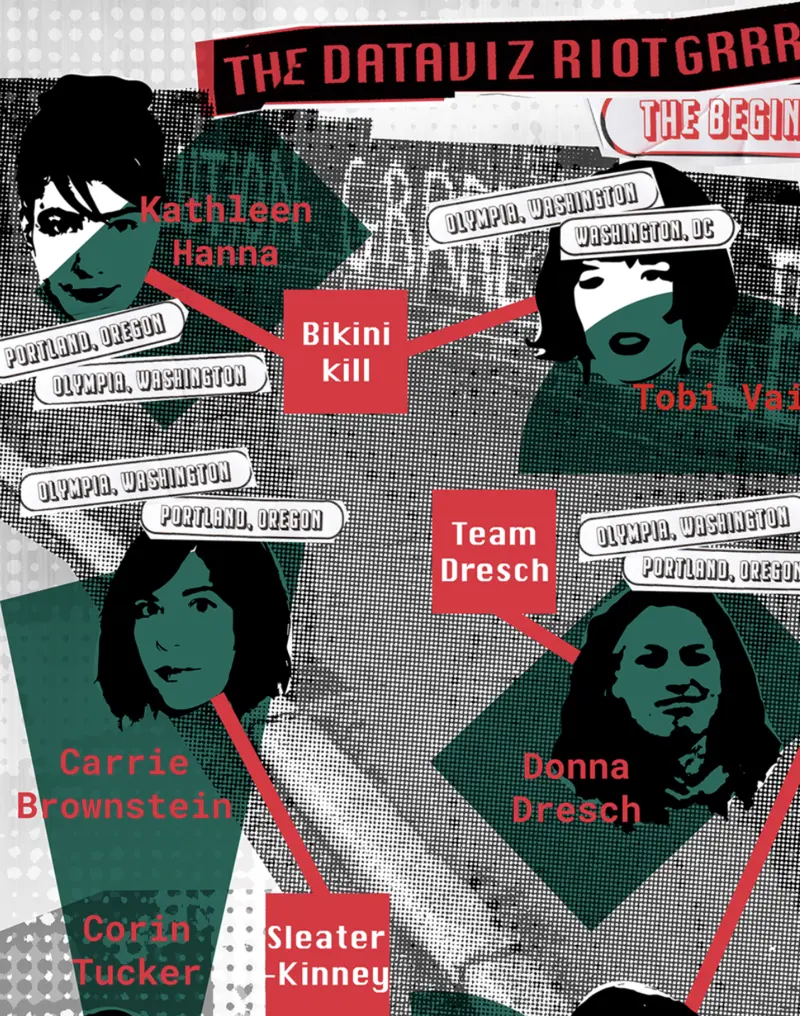 THE DATAVIZ RIOTGRRR
THE BEGIN
Kathleen
Hanna
PORTLAND, OREGON
OLYMPIA, WASHINGTON
Bikini
kill
OLYMPIA, WASHINGTON
WASHINGTON, DC
Tobi Vai
OLYMPIA, WASHINGTON
PORTLAND, OREGON
Team
Dresch
OLYMPIA, WASHINGTON
PORTLAND, OREGON
Carrie
Brownstein
Donna
Dresch
Corin
Tucker
Sleater
-Kinney